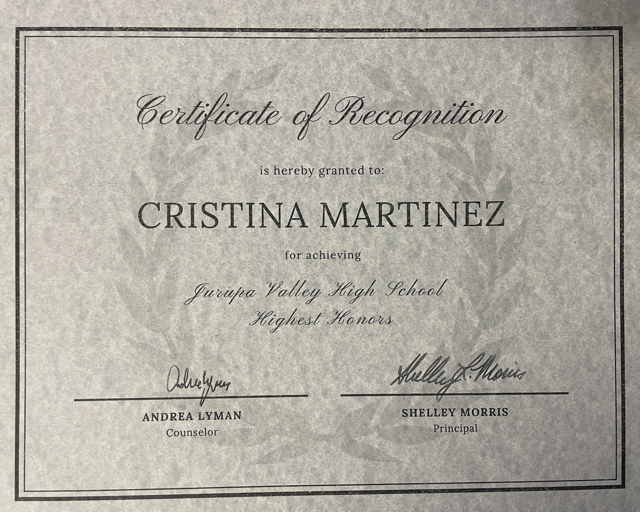 Certificate of Recognition
is hereby granted to:
CRISTINA MARTINEZ
for achieving
Jurupa Valley High School
Highest Honors
Andrea Lyman
Shelley L. Morris
ANDREA LYMAN
SHELLEY MORRIS
Counselor
Principal